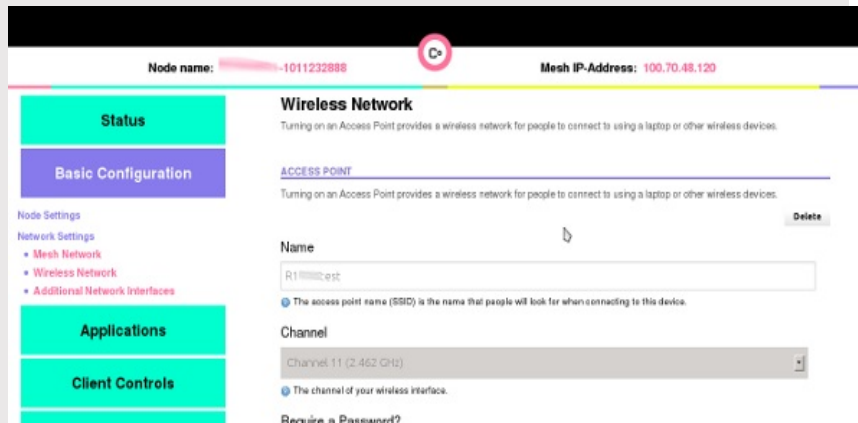 Node name: -1011232888
C
Mesh IP-Address: 100.70.48.120
Status
Basic Configuration
Node Settings
Network Settings
Mesh Network
Wireless Network
Additional Network Interfaces
Applications
Client Controls
Wireless Network
Turning on an Access Point provides a wireless network for people to connect to using a laptop or other wireless devices.
ACCESS POINT
Turning on an Access Point provides a wireless network for people to connect to using a laptop or other wireless devices.
Delete
Name
R1 est
The access point name (SSID) is the name that people will look for when connecting to this device.
Channel
Channel 11 (2.462 GHz)
The channel of your wireless interface.
Require a Password?